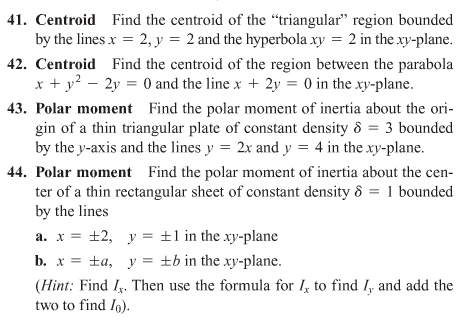 41. Centroid Find the centroid of the “triangular” region bounded
by the lines x = 2, y = 2 and the hyperbola xy = 2 in the xy-plane.
42. Centroid Find the centroid of the region between the parabola
x + y² − 2y = 0 and the line x + 2y = 0 in the xy-plane.
43. Polar moment Find the polar moment of inertia about the ori-
gin of a thin triangular plate of constant density δ = 3 bounded
by the y-axis and the lines y = 2x and y = 4 in the xy-plane.
44. Polar moment Find the polar moment of inertia about the cen-
ter of a thin rectangular sheet of constant density δ = 1 bounded
by the lines
a. x = ±2, y = ±1 in the xy-plane
b. x = ±a, y = ±b in the xy-plane.
(Hint: Find Iₓ. Then use the formula for Iₓ to find I_y and add the
two to find I₀).